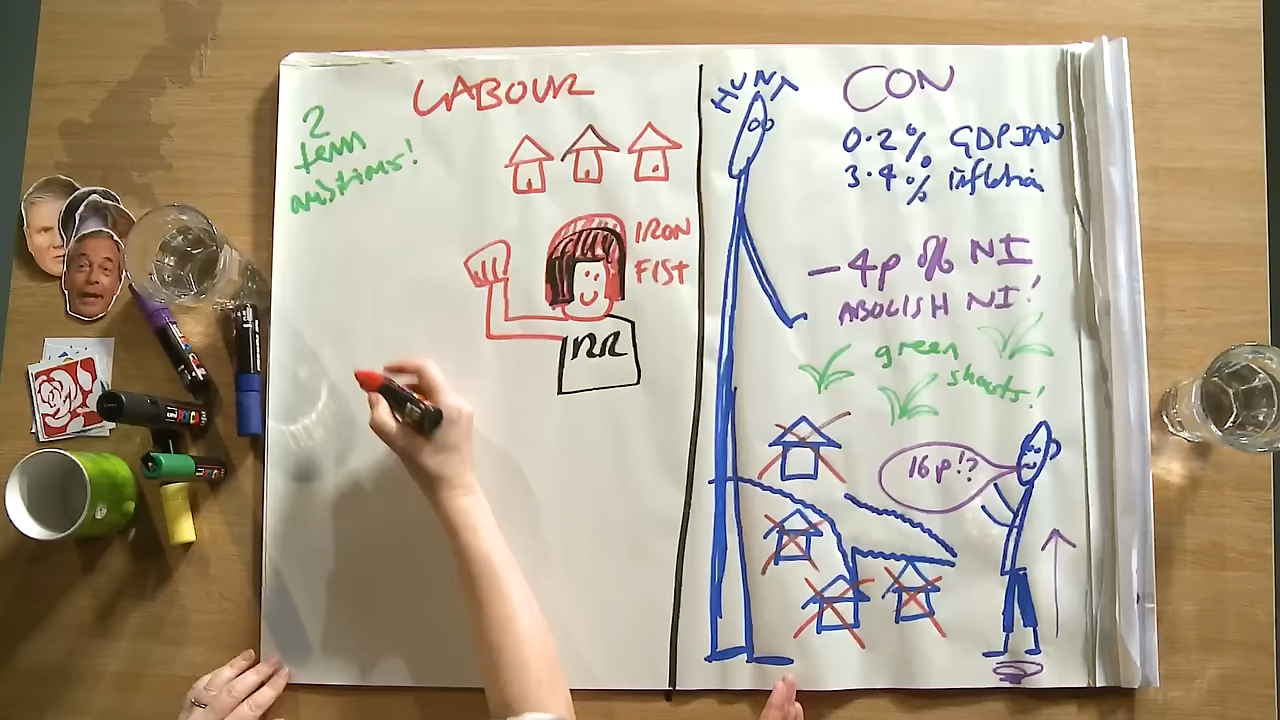 LABOUR
2
term
ambitions!
IRON
FIST
RR
HUNT
CON
0.2% GDP JAN
3.4% inflation
-4p % NI
ABOLISH NI!
green
shoots!
16p!?